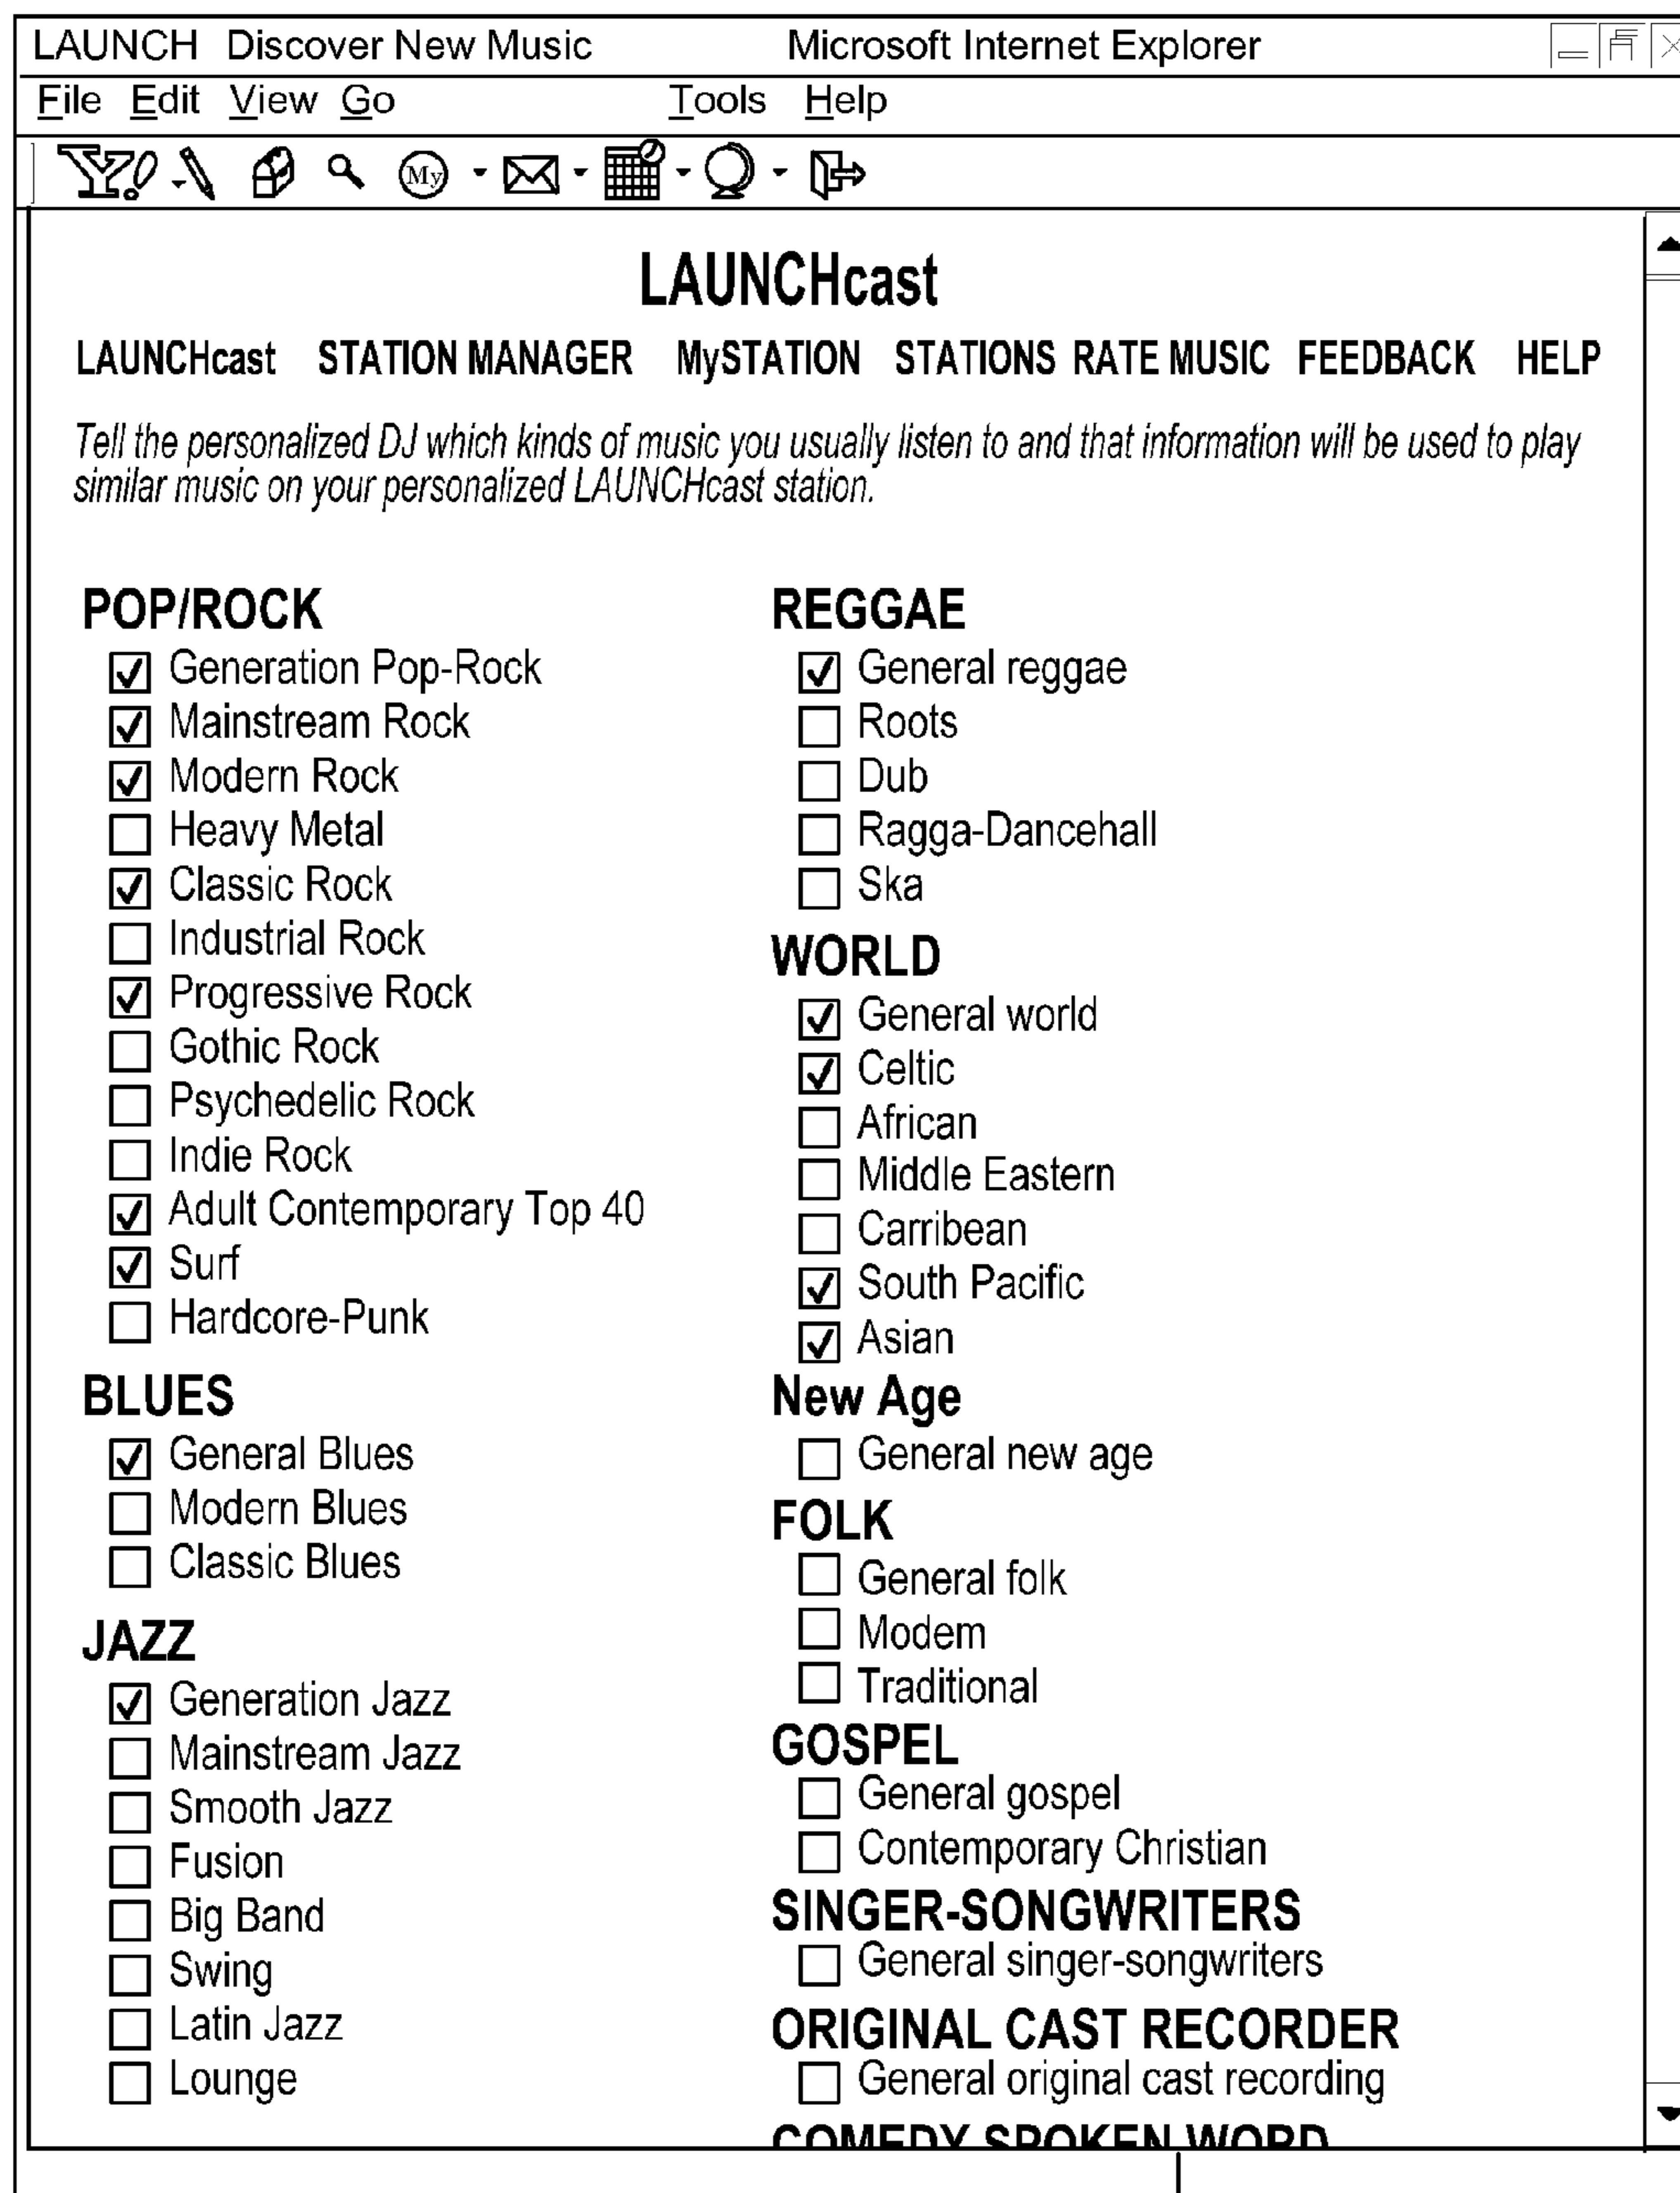 LAUNCH Discover New Music Microsoft Internet Explorer
File Edit View Go Tools Help
Y! My
LAUNCHcast
LAUNCHcast STATION MANAGER MySTATION STATIONS RATE MUSIC FEEDBACK HELP
Tell the personalized DJ which kinds of music you usually listen to and that information will be used to play
similar music on your personalized LAUNCHcast station.
POP/ROCK
Generation Pop-Rock
Mainstream Rock
Modern Rock
Heavy Metal
Classic Rock
Industrial Rock
Progressive Rock
Gothic Rock
Psychedelic Rock
Indie Rock
Adult Contemporary Top 40
Surf
Hardcore-Punk
BLUES
General Blues
Modern Blues
Classic Blues
JAZZ
Generation Jazz
Mainstream Jazz
Smooth Jazz
Fusion
Big Band
Swing
Latin Jazz
Lounge
REGGAE
General reggae
Roots
Dub
Ragga-Dancehall
Ska
WORLD
General world
Celtic
African
Middle Eastern
Carribean
South Pacific
Asian
New Age
General new age
FOLK
General folk
Modem
Traditional
GOSPEL
General gospel
Contemporary Christian
SINGER-SONGWRITERS
General singer-songwriters
ORIGINAL CAST RECORDER
General original cast recording
COMEDY SPOKEN WORD